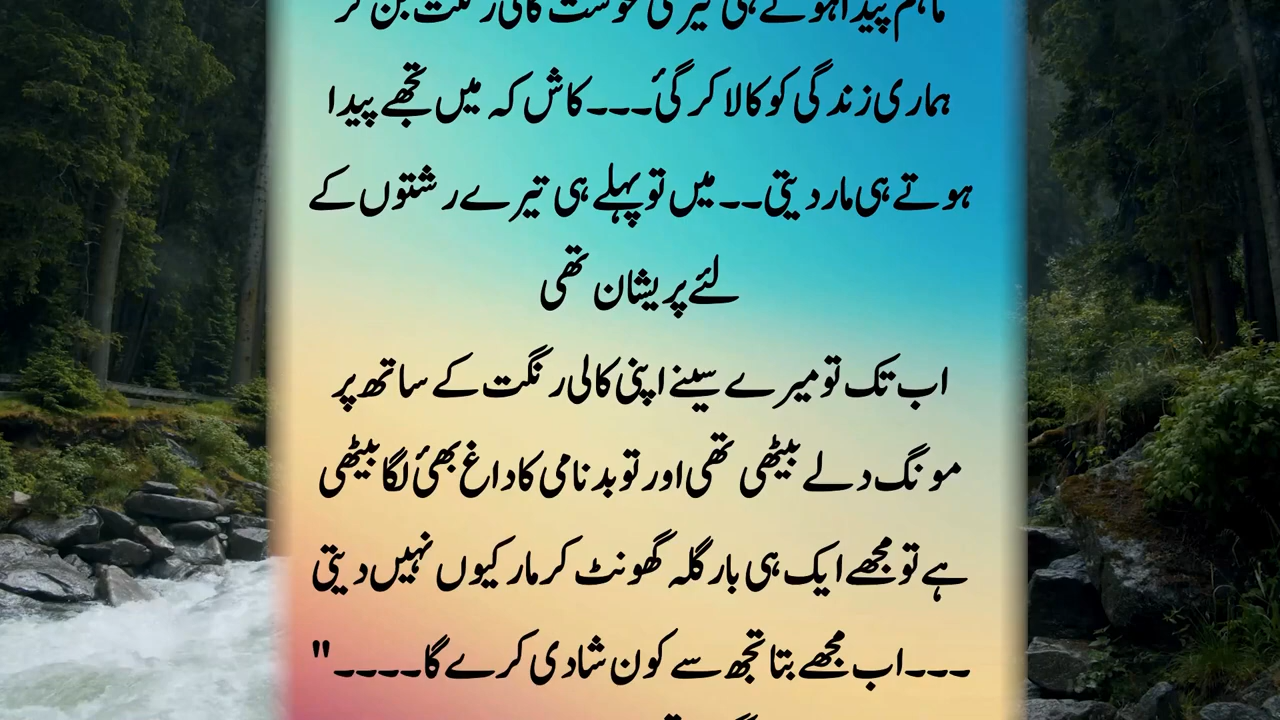 ماہم پیدا ہوتے ہی تیری نحوست کالی رنگت بن کر
ہماری زندگی کو کالا کر گئ۔۔۔کاش کہ میں تجھے پیدا
ہوتے ہی مار دیتی۔۔میں تو پہلے ہی تیرے رشتوں کے
لئے پریشان تھی
اب تک تو میرے سینے اپنی کالی رنگت کے ساتھ پر
مونگ دلے بیٹھی تھی اور تو بدنامی کا داغ بھئ لگا بیٹھی
ہے تو مجھے ایک ہی بار گلہ گھونٹ کر مار کیوں نہیں دیتی
۔۔۔اب مجھے بتا تجھ سے کون شادی کرے گا۔۔۔۔"